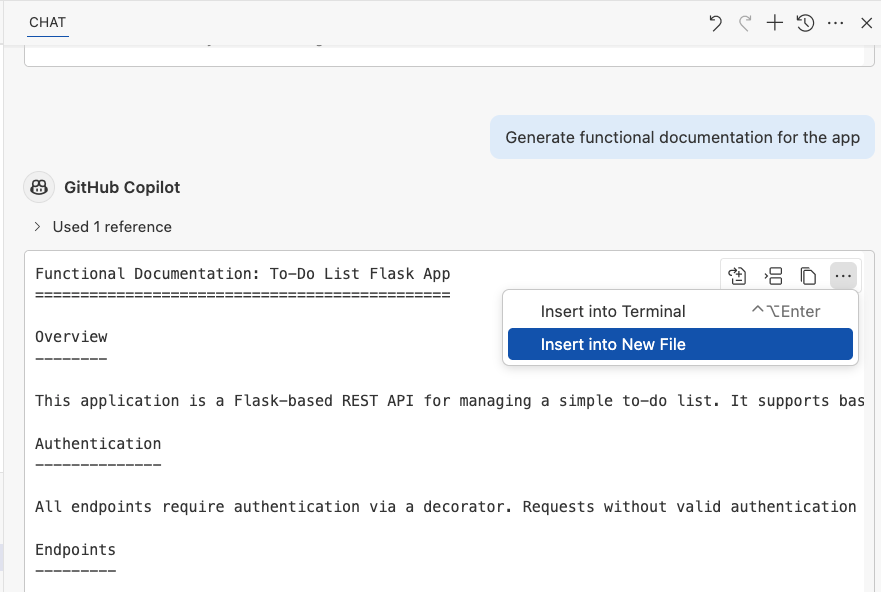 CHAT
Generate functional documentation for the app
GitHub Copilot
Used 1 reference
Functional Documentation: To-Do List Flask App
==============================================
Insert into Terminal ^⌥Enter
Insert into New File
Overview
--------
This application is a Flask-based REST API for managing a simple to-do list. It supports bas
Authentication
--------------
All endpoints require authentication via a decorator. Requests without valid authentication
Endpoints
---------